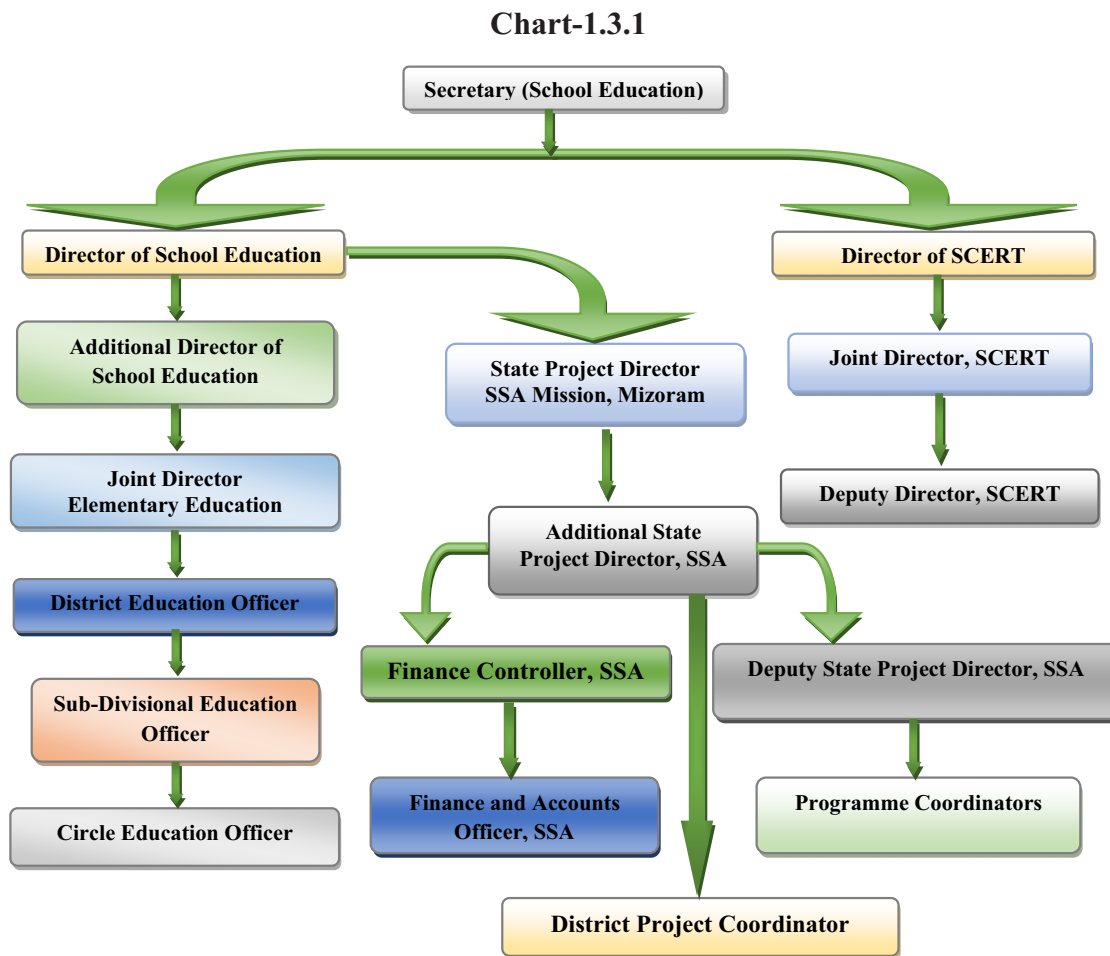 Chart-1.3.1
Secretary (School Education)
Director of School Education
Director of SCERT
Additional Director of
School Education
State Project Director
SSA Mission, Mizoram
Joint Director, SCERT
Joint Director
Elementary Education
Deputy Director, SCERT
Additional State
Project Director, SSA
District Education Officer
Finance Controller, SSA
Deputy State Project Director, SSA
Sub-Divisional Education
Officer
Finance and Accounts
Officer, SSA
Programme Coordinators
Circle Education Officer
District Project Coordinator